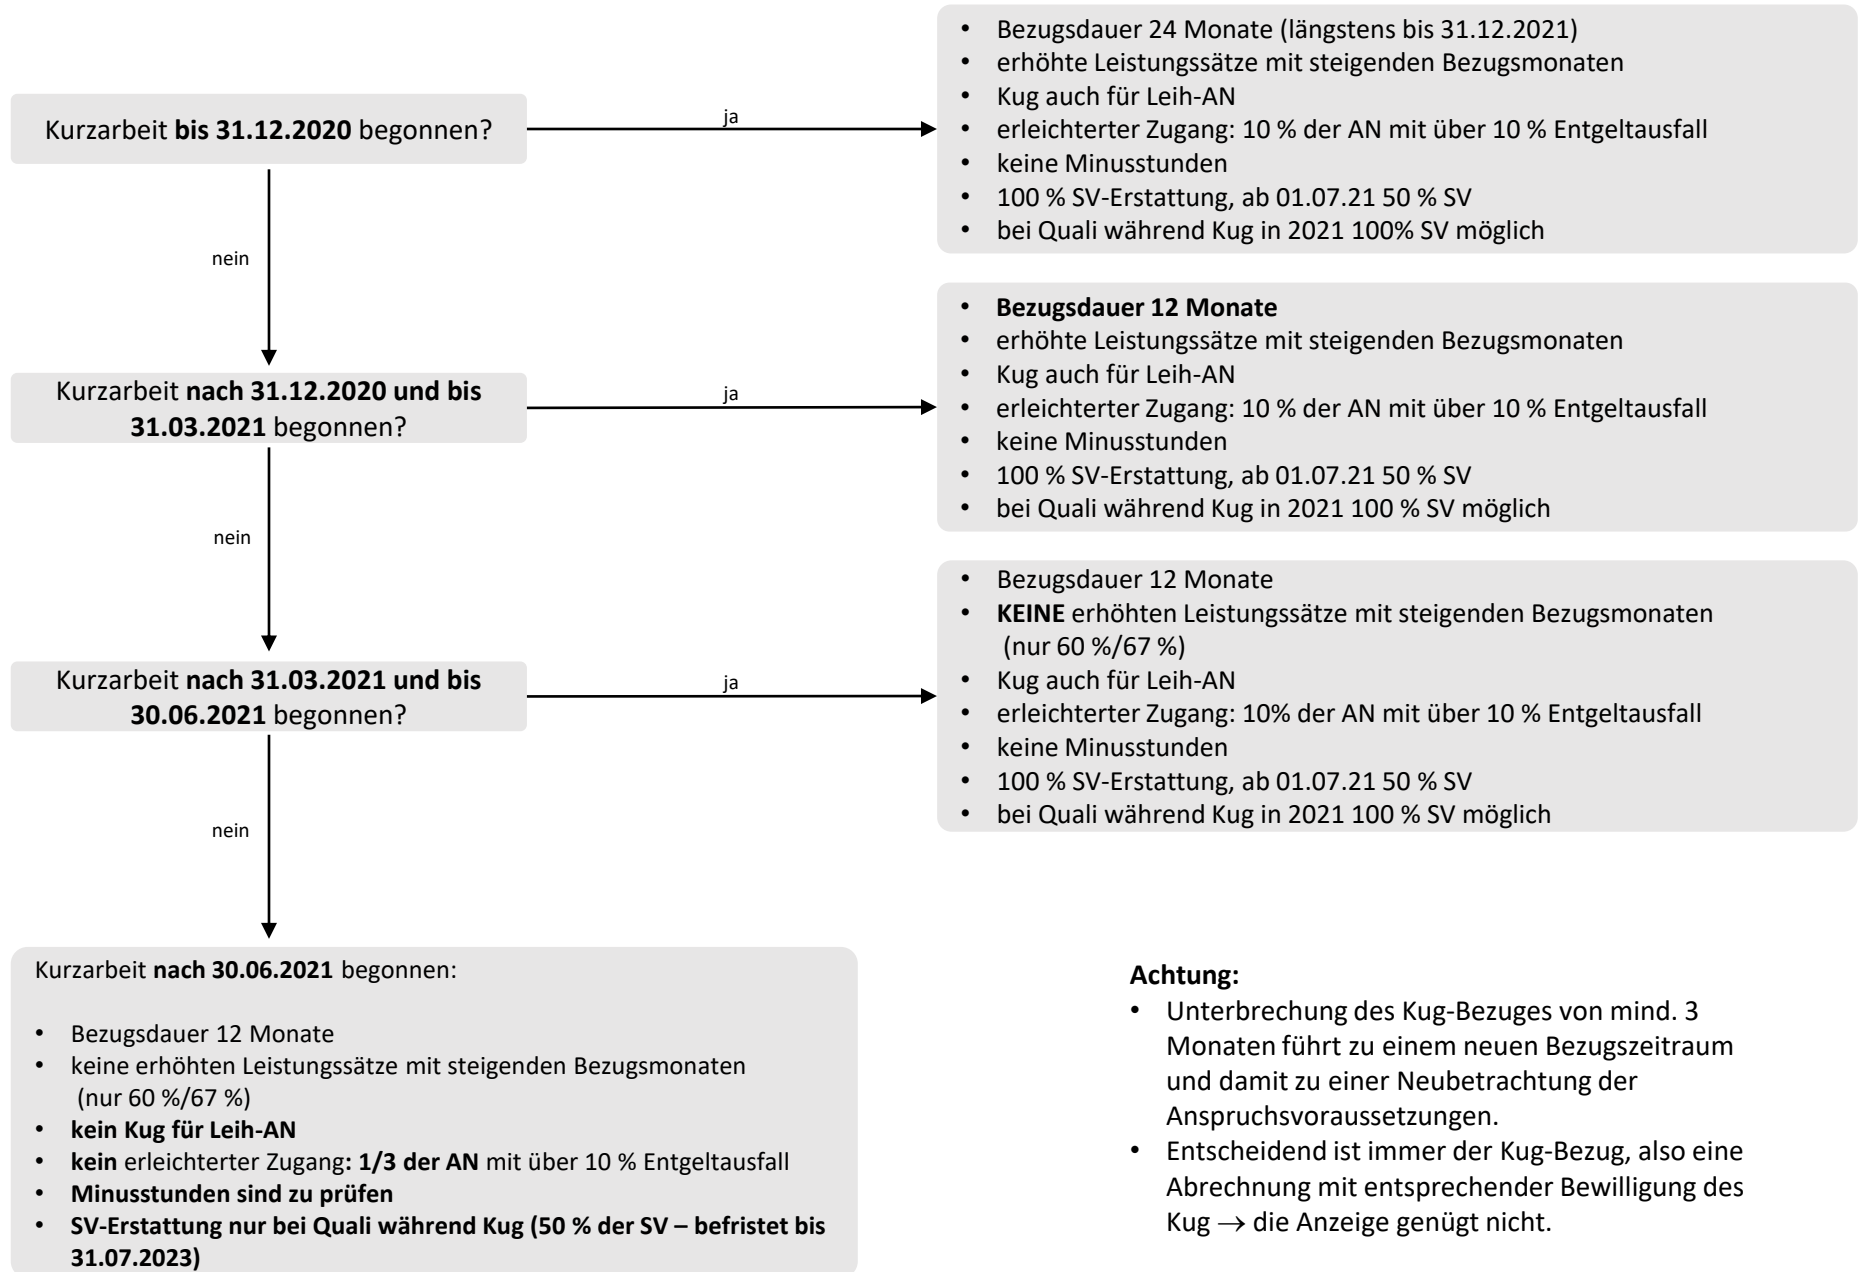 Kurzarbeit bis 31.12.2020 begonnen?
ja
• Bezugsdauer 24 Monate (längstens bis 31.12.2021)
• erhöhte Leistungssätze mit steigenden Bezugsmonaten
• Kug auch für Leih-AN
• erleichterter Zugang: 10 % der AN mit über 10 % Entgeltausfall
• keine Minusstunden
• 100 % SV-Erstattung, ab 01.07.21 50 % SV
• bei Quali während Kug in 2021 100% SV möglich
nein
Kurzarbeit nach 31.12.2020 und bis
31.03.2021 begonnen?
ja
• Bezugsdauer 12 Monate
• erhöhte Leistungssätze mit steigenden Bezugsmonaten
• Kug auch für Leih-AN
• erleichterter Zugang: 10 % der AN mit über 10 % Entgeltausfall
• keine Minusstunden
• 100 % SV-Erstattung, ab 01.07.21 50 % SV
• bei Quali während Kug in 2021 100 % SV möglich
nein
Kurzarbeit nach 31.03.2021 und bis
30.06.2021 begonnen?
ja
• Bezugsdauer 12 Monate
• KEINE erhöhten Leistungssätze mit steigenden Bezugsmonaten
(nur 60 %/67 %)
• Kug auch für Leih-AN
• erleichterter Zugang: 10% der AN mit über 10 % Entgeltausfall
• keine Minusstunden
• 100 % SV-Erstattung, ab 01.07.21 50 % SV
• bei Quali während Kug in 2021 100 % SV möglich
nein
Kurzarbeit nach 30.06.2021 begonnen:
• Bezugsdauer 12 Monate
• keine erhöhten Leistungssätze mit steigenden Bezugsmonaten
(nur 60 %/67 %)
• kein Kug für Leih-AN
• kein erleichterter Zugang: 1/3 der AN mit über 10 % Entgeltausfall
• Minusstunden sind zu prüfen
• SV-Erstattung nur bei Quali während Kug (50 % der SV – befristet bis
31.07.2023)
Achtung:
• Unterbrechung des Kug-Bezuges von mind. 3
Monaten führt zu einem neuen Bezugszeitraum
und damit zu einer Neubetrachtung der
Anspruchsvoraussetzungen.
• Entscheidend ist immer der Kug-Bezug, also eine
Abrechnung mit entsprechender Bewilligung des
Kug → die Anzeige genügt nicht.